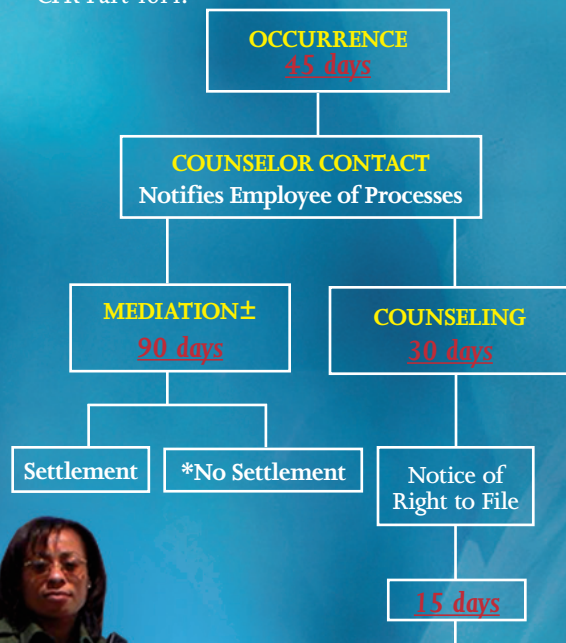 OCCURRENCE
45 days
COUNSELOR CONTACT
Notifies Employee of Processes
MEDIATION±
90 days
COUNSELING
30 days
Settlement
*No Settlement
Notice of
Right to File
15 days